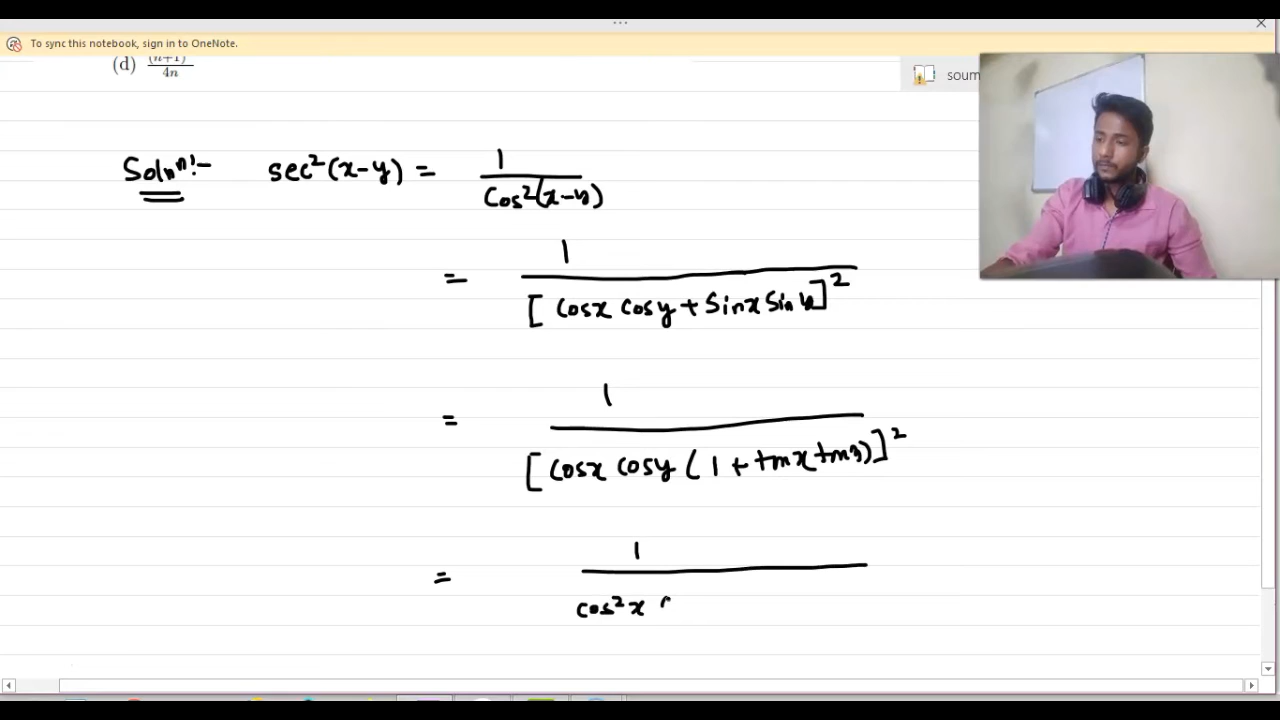 To sync this notebook, sign in to OneNote.
(d) (n+1)/4n
soum
Soln n:- sec²(x-y) = 1/Cos²(x-y)
= 1/[cosx cosy + Sinx Sin y]²
= 1/[cosx cosy (1 + tanx tany)]²
= 1/cos²x